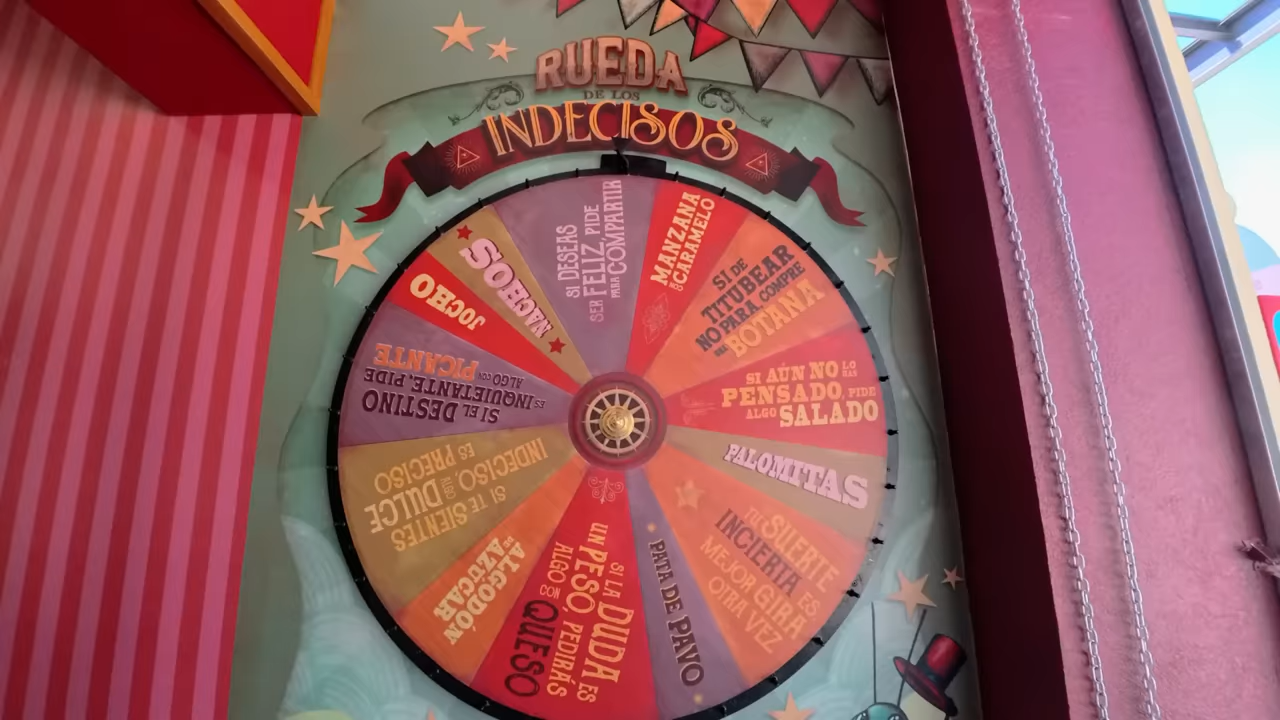 RUEDA
DE LOS
INDECISOS
SI DESEAS
SER FELIZ, PIDE
PARA COMPARTIR
MANZANA
CARAMELO
SI DE
TITUBEAR
NO PARA COMPRE
BOTANA
SI AÚN NO LO
HAS
PENSADO, PIDE
ALGO SALADO
PALOMITAS
TU SUERTE
INCIERTA ES
MEJOR GIRA
OTRA VEZ
PATA DE PAVO
SI LA DUDA ES
UN PESO, PEDIRÁS
ALGO CON
QUESO
ALGODÓN
DE AZÚCAR
SI TE SIENTES
INDECISO ALGO DULCE
ES PRECISO
SI EL DESTINO
ES INQUIETANTE, PIDE
ALGO CON
PICANTE
JOCHO
NACHOS